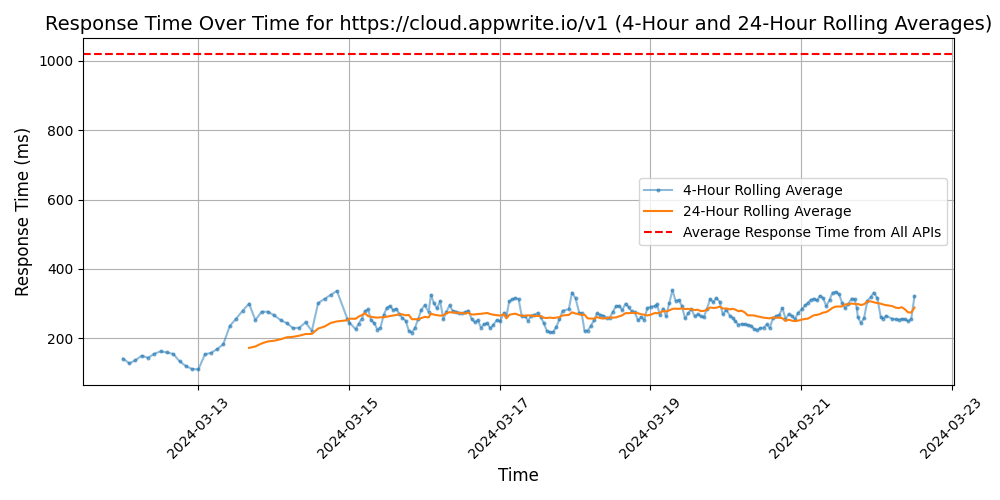 Response Time Over Time for https://cloud.appwrite.io/v1 (4-Hour and 24-Hour Rolling Averages)
Response Time (ms)
1000
800
600
400
200
4-Hour Rolling Average
24-Hour Rolling Average
Average Response Time from All APIs
2024-03-13
2024-03-15
2024-03-17
2024-03-19
2024-03-21
2024-03-23
Time